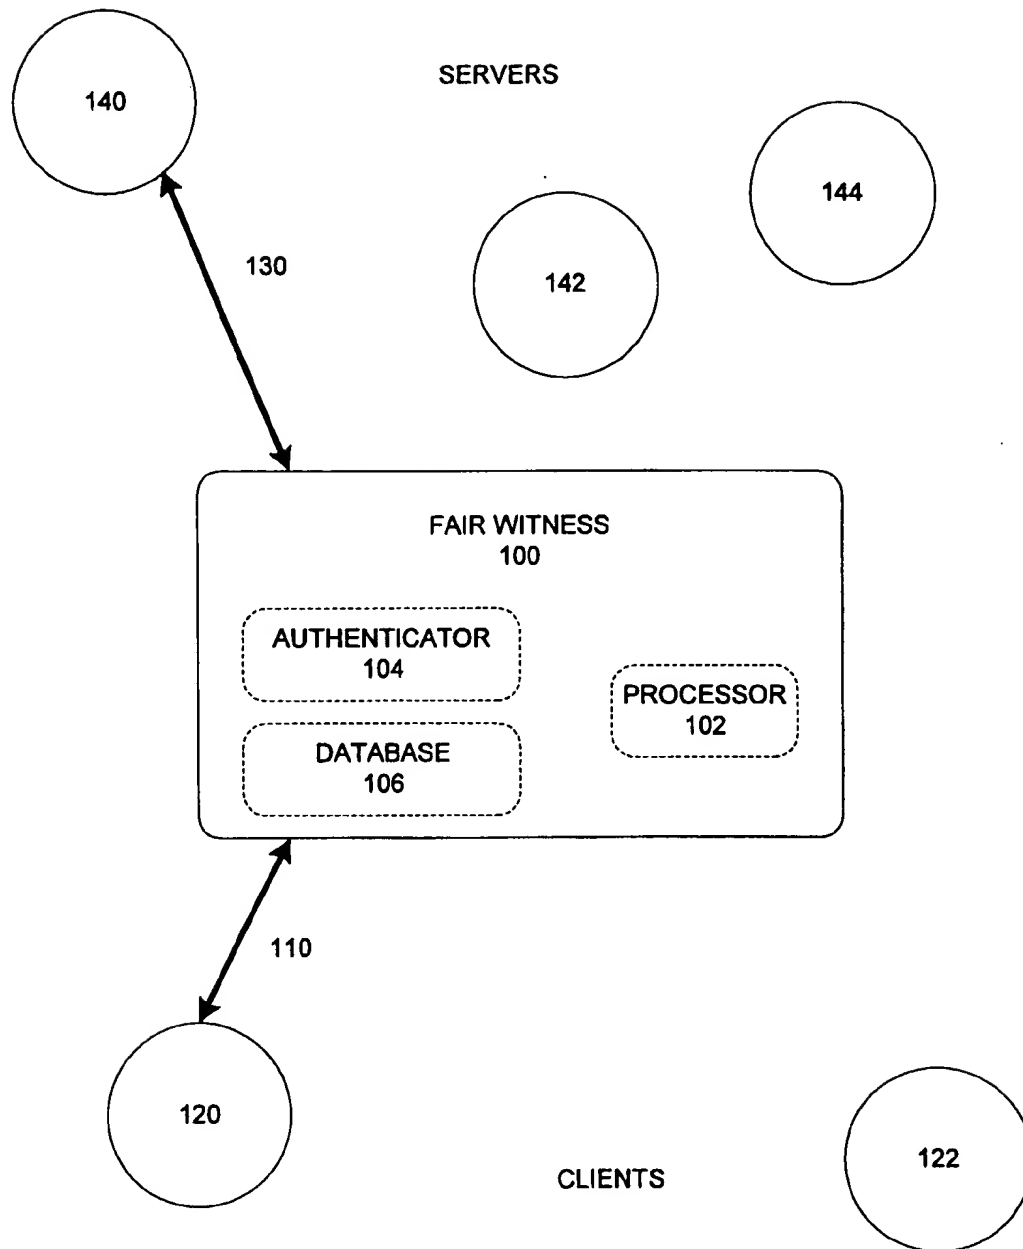 SERVERS
140
144
130
142
FAIR WITNESS
100
AUTHENTICATOR
104
PROCESSOR
102
DATABASE
106
110
120
122
CLIENTS